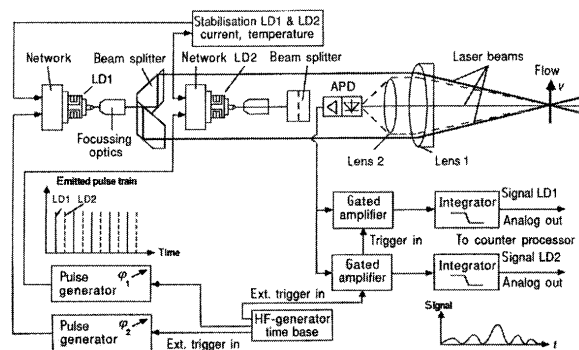 Stabilisation LD1 & LD2
current, temperature
Network
Beam splitter
LD1
Network
LD2
Beam splitter
Focussing
optics
APD
Laser beams
Flow
v
Lens 2
Lens 1
Emitted pulse train
LD1
LD2
Time
Gated
amplifier
Integrator
Signal LD1
Analog out
Trigger in
To counter processor
Gated
amplifier
Integrator
Signal LD2
Analog out
Pulse
generator
φ1
Ext. trigger in
HF-generator
time base
Pulse
generator
φ2
Ext. trigger in
Signal
t